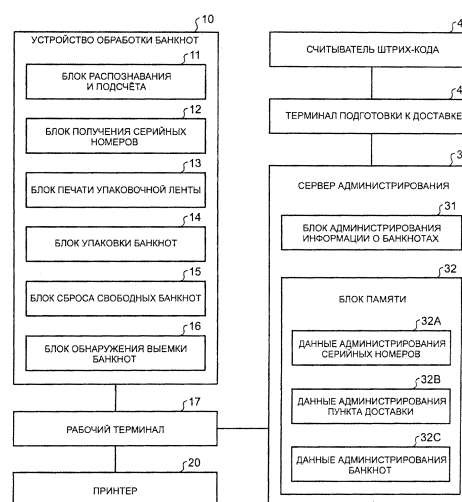 10
УСТРОЙСТВО ОБРАБОТКИ БАНКНОТ
11
БЛОК РАСПОЗНАВАНИЯ
И ПОДСЧЁТА
12
БЛОК ПОЛУЧЕНИЯ СЕРИЙНЫХ
НОМЕРОВ
13
БЛОК ПЕЧАТИ УПАКОВОЧНОЙ ЛЕНТЫ
14
БЛОК УПАКОВКИ БАНКНОТ
15
БЛОК СБРОСА СВОБОДНЫХ БАНКНОТ
16
БЛОК ОБНАРУЖЕНИЯ ВЫЕМКИ
БАНКНОТ
17
РАБОЧИЙ ТЕРМИНАЛ
20
ПРИНТЕР
4
СЧИТЫВАТЕЛЬ ШТРИХ-КОДА
4
ТЕРМИНАЛ ПОДГОТОВКИ К ДОСТАВКЕ
3
СЕРВЕР АДМИНИСТРИРОВАНИЯ
31
БЛОК АДМИНИСТРИРОВАНИЯ
ИНФОРМАЦИИ О БАНКНОТАХ
32
БЛОК ПАМЯТИ
32A
ДАННЫЕ АДМИНИСТРИРОВАНИЯ
СЕРИЙНЫХ НОМЕРОВ
32B
ДАННЫЕ АДМИНИСТРИРОВАНИЯ
ПУНКТА ДОСТАВКИ
32C
ДАННЫЕ АДМИНИСТРИРОВАНИЯ
БАНКНОТ